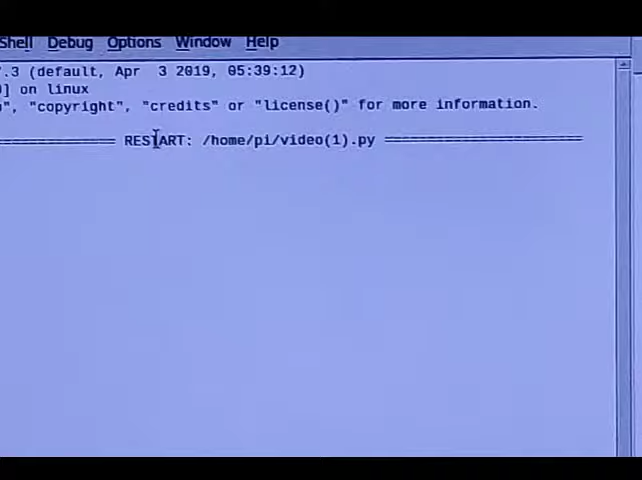 Shell Debug Options Window Help
.3 (default, Apr 3 2019, 05:39:12)
] on linux
", "copyright", "credits" or "license()" for more information.
=============== RESTART: /home/pi/video(1).py =========================